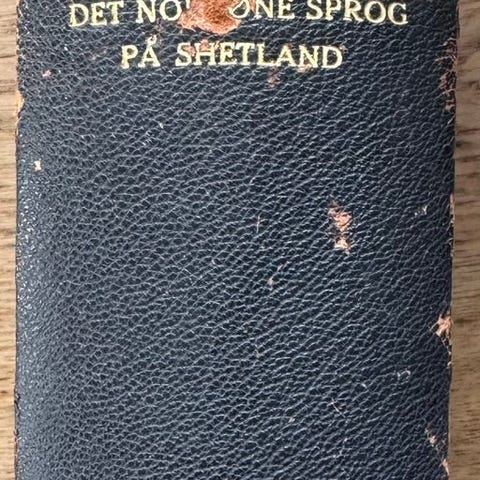 DET SPROG
PÅ SHETLAND